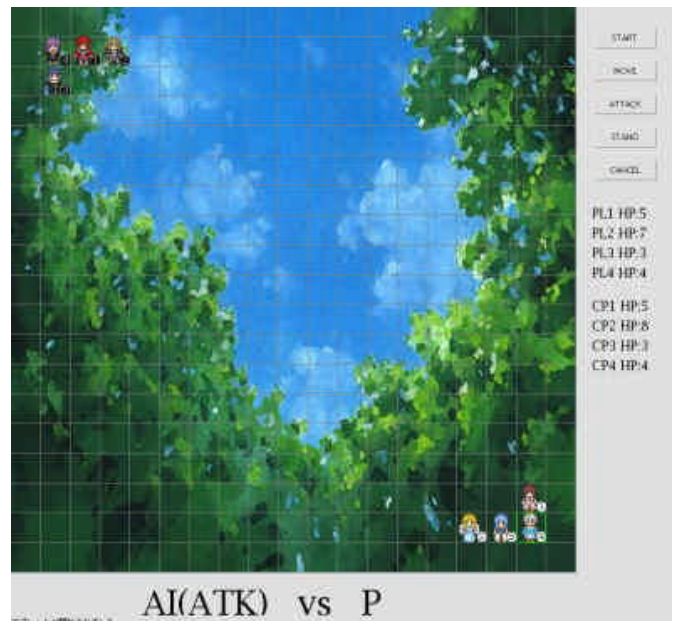 START
MOVE
ATTACK
STAND
CANCEL
PL1 HP:5
PL2 HP:7
PL3 HP:3
PL4 HP:4
CP1 HP:5
CP2 HP:8
CP3 HP:3
CP4 HP:4
AI(ATK) vs P